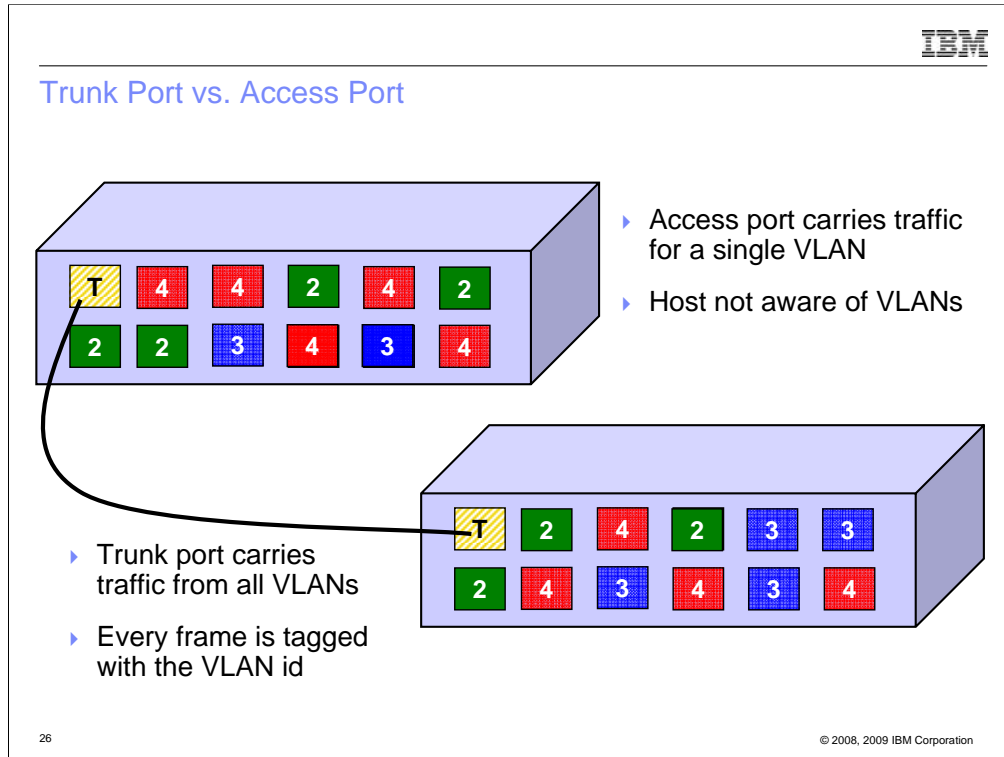 IBM
Trunk Port vs. Access Port
T 4 4 2 4 2
2 2 3 4 3 4
Access port carries traffic
for a single VLAN
Host not aware of VLANs
T 2 4 2 3 3
2 4 3 4 3 4
Trunk port carries
traffic from all VLANs
Every frame is tagged
with the VLAN id
26
© 2008, 2009 IBM Corporation